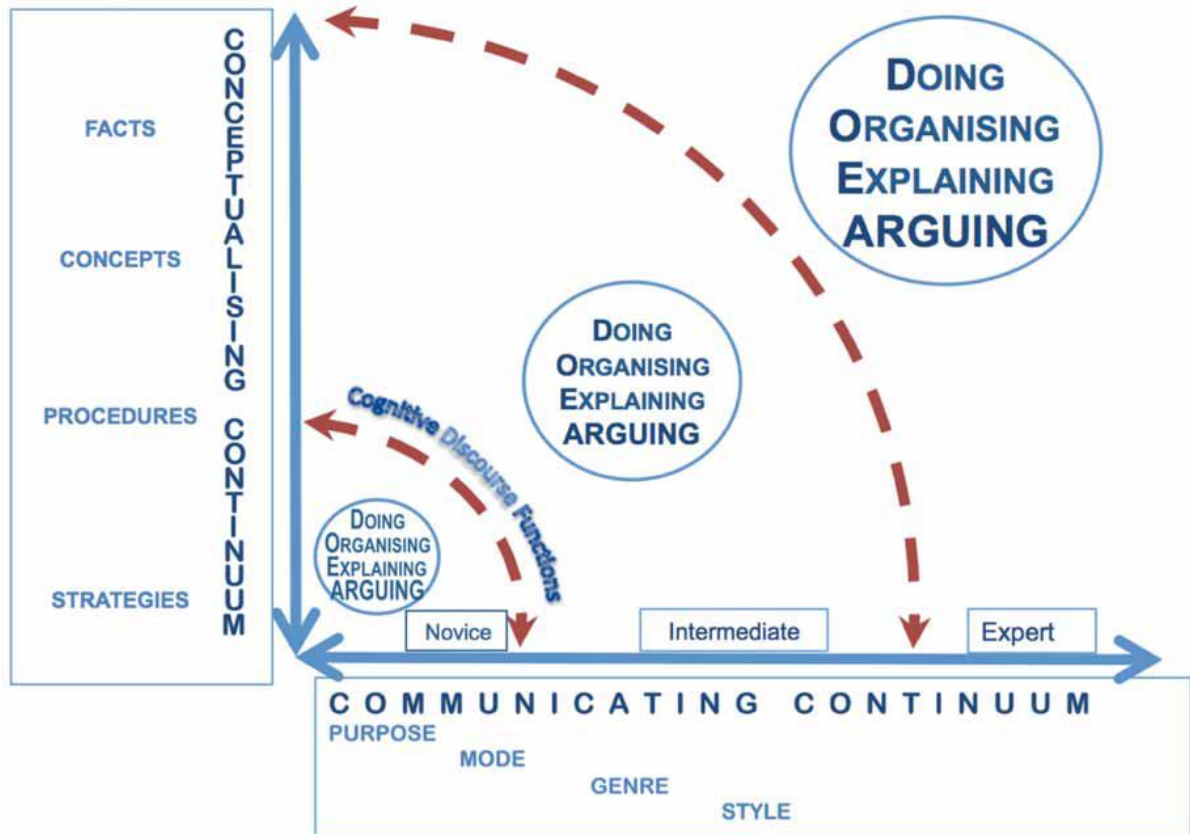 CONCEPTUALISING CONTINUUM
FACTS
CONCEPTS
PROCEDURES
STRATEGIES
DOING
ORGANISING
EXPLAINING
ARGUING
DOING
ORGANISING
EXPLAINING
ARGUING
Cognitive Discourse Functions
DOING
ORGANISING
EXPLAINING
ARGUING
Novice
Intermediate
Expert
COMMUNICATING CONTINUUM
PURPOSE
MODE
GENRE
STYLE